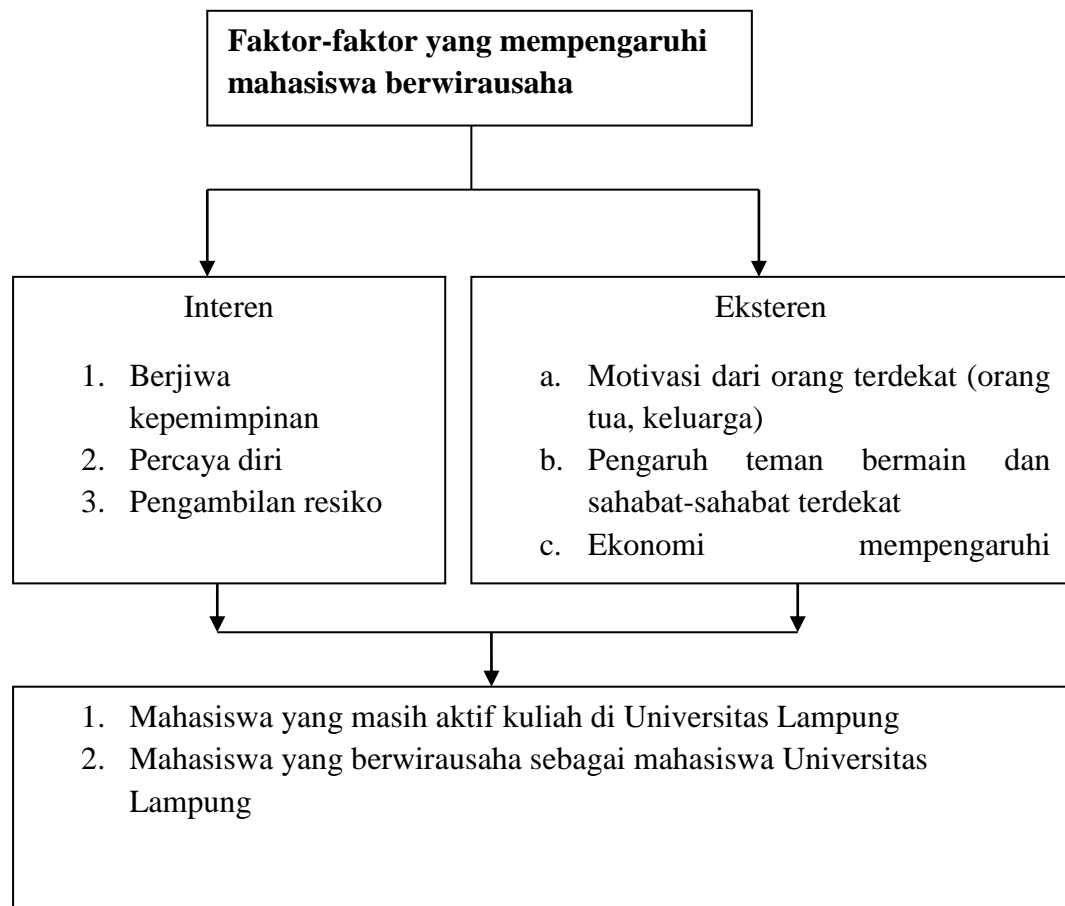 Faktor-faktor yang mempengaruhi
mahasiswa berwirausaha
Interen
1. Berjiwa
kepemimpinan
2. Percaya diri
3. Pengambilan resiko
Eksteren
a. Motivasi dari orang terdekat (orang
tua, keluarga)
b. Pengaruh teman bermain dan
sahabat-sahabat terdekat
c. Ekonomi mempengaruhi
1. Mahasiswa yang masih aktif kuliah di Universitas Lampung
2. Mahasiswa yang berwirausaha sebagai mahasiswa Universitas
Lampung